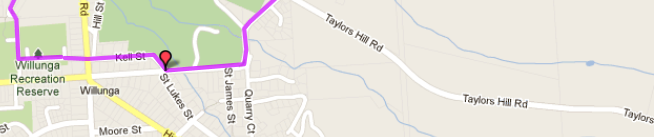 Rd
Hill St
Taylors Hill Rd
Kell St
Willunga
Recreation
Reserve
Willunga
St Lukes St
St James St
Quarry Ct
Moore St
Taylors Hill Rd
Taylors